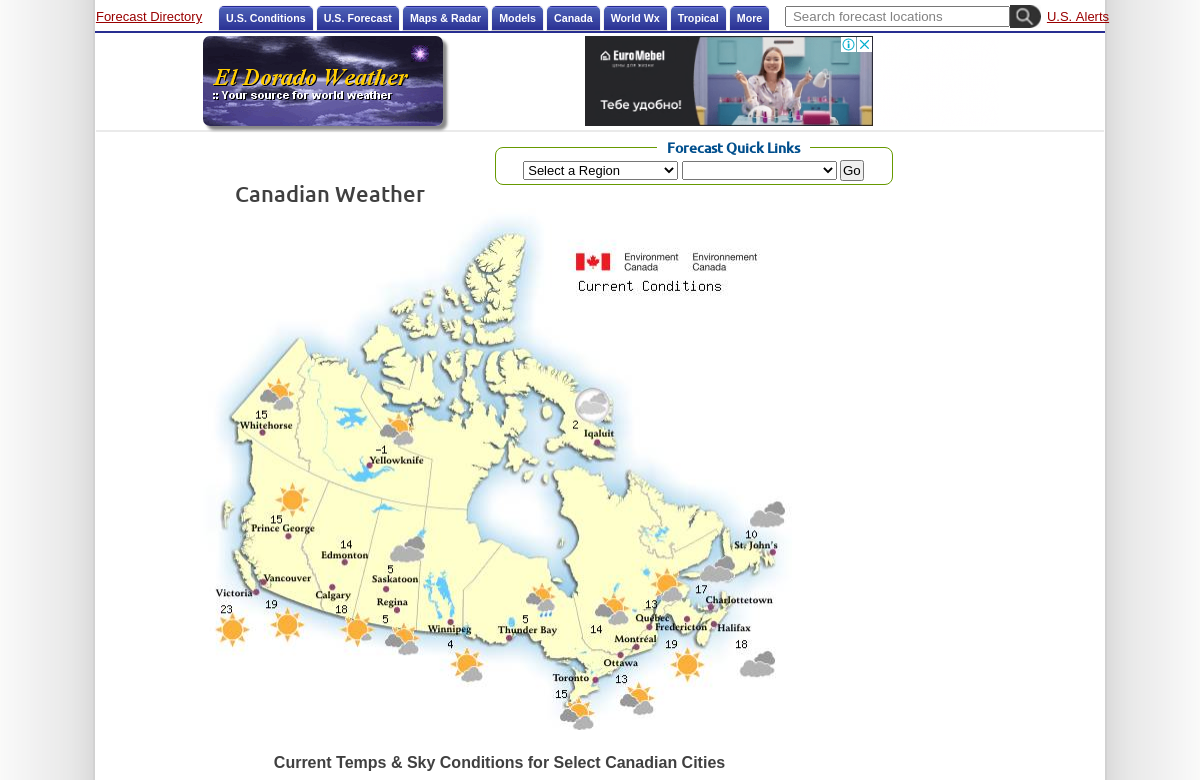 Forecast Directory
U.S. Conditions
U.S. Forecast
Maps & Radar
Models
Canada
World Wx
Tropical
More
Search forecast locations
U.S. Alerts
El Dorado Weather
:: Your source for world weather
EuroMebel
Тебе удобно!
Forecast Quick Links
Select a Region
Go
Canadian Weather
Environment Canada
Environnement Canada
Current Conditions
15
Whitehorse
2
Iqaluit
-1
Yellowknife
15
Prince George
14
Edmonton
10
St. John's
5
Saskatoon
Vancouver
Victoria
Calgary
17
Charlottetown
23
19
18
Regina
5
13
Québec
Fredericton
Halifax
Winnipeg
4
5
Thunder Bay
14
Montréal
19
18
Ottawa
Toronto
13
15
Current Temps & Sky Conditions for Select Canadian Cities